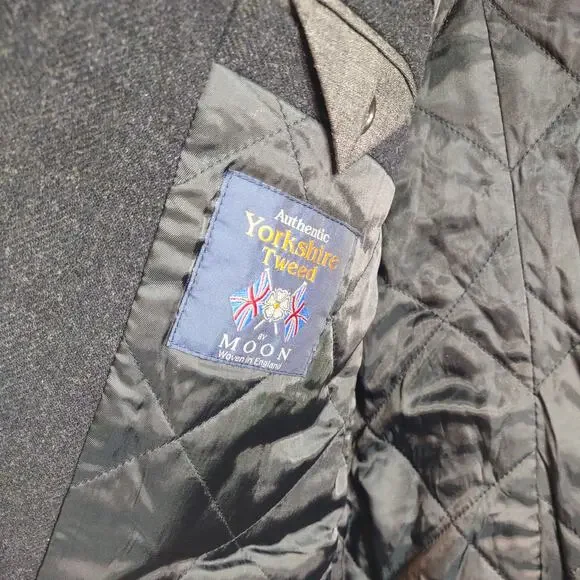 Authentic
Yorkshire
Tweed
BY
MOON
Woven in England